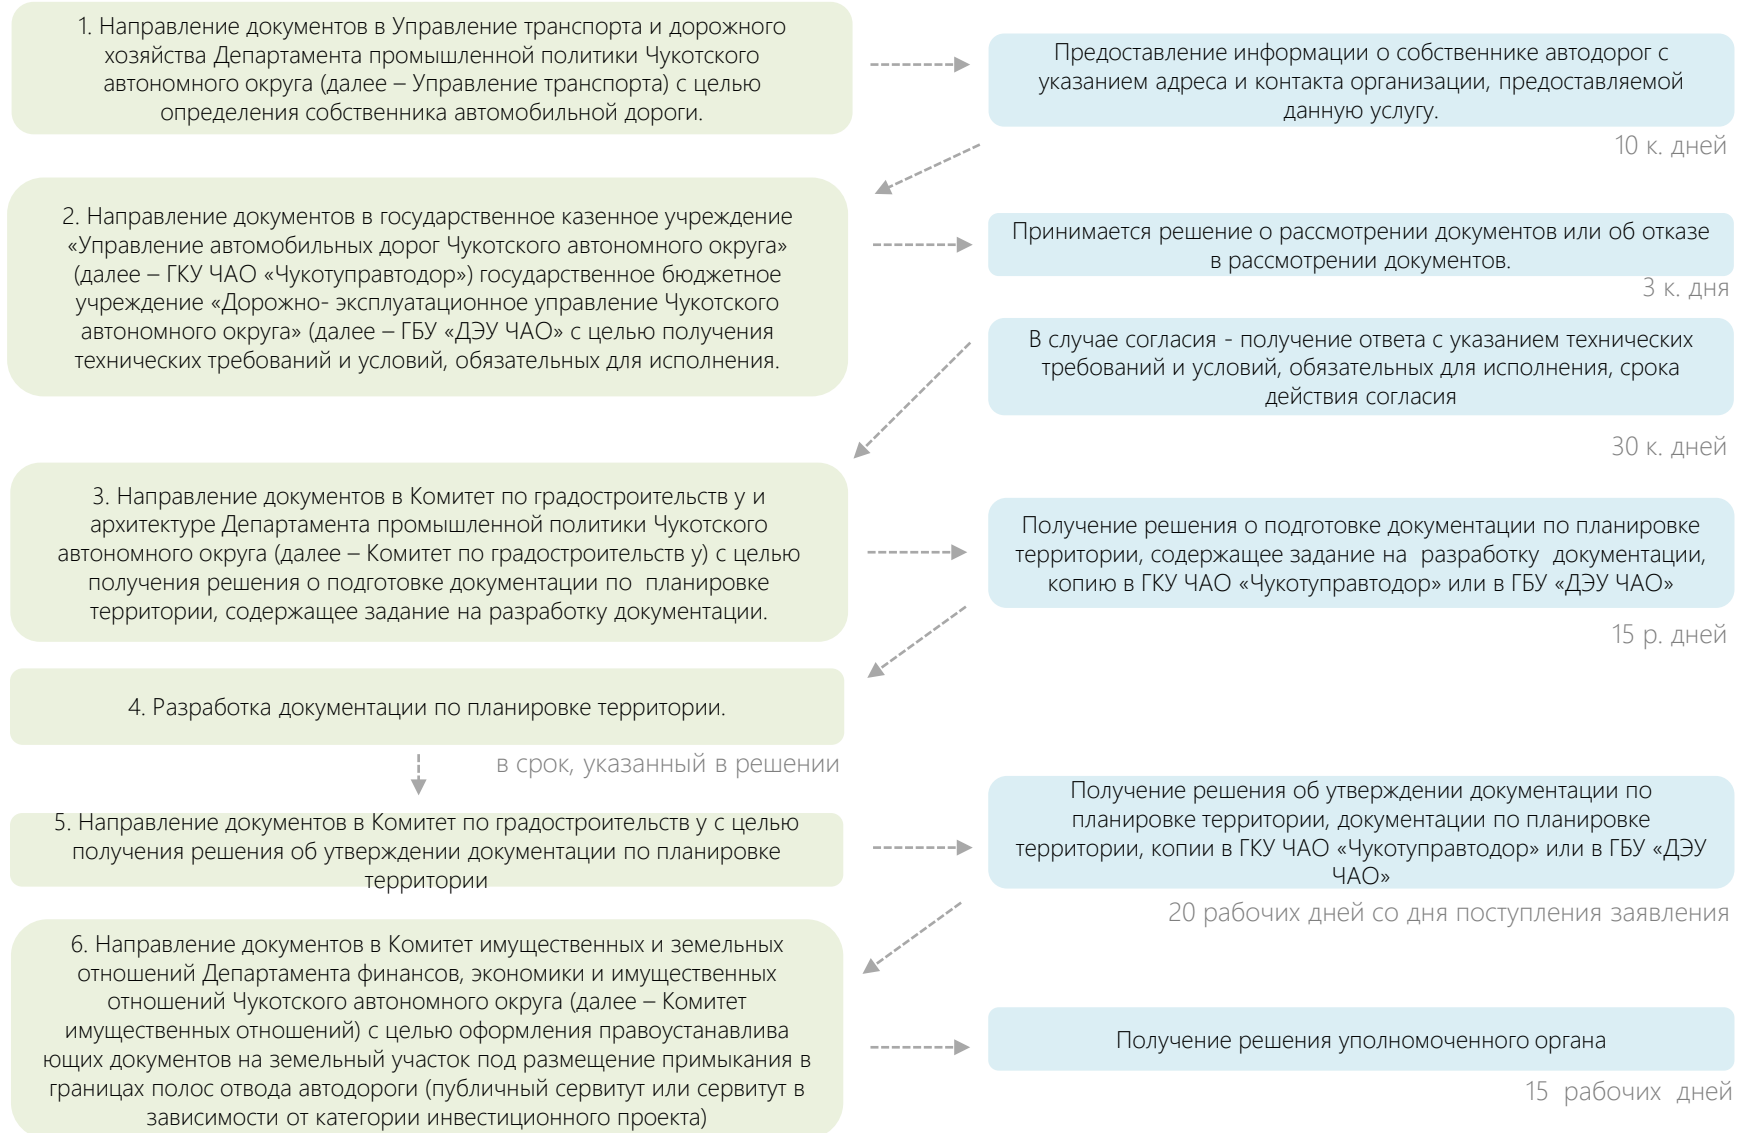 1. Направление документов в Управление транспорта и дорожного
хозяйства Департамента промышленной политики Чукотского
автономного округа (далее – Управление транспорта) с целью
определения собственника автомобильной дороги.
Предоставление информации о собственнике автодорог с
указанием адреса и контакта организации, предоставляемой
данную услугу.
10 к. дней
2. Направление документов в государственное казенное учреждение
«Управление автомобильных дорог Чукотского автономного округа»
(далее – ГКУ ЧАО «Чукотуправтодор») государственное бюджетное
учреждение «Дорожно- эксплуатационное управление Чукотского
автономного округа» (далее – ГБУ «ДЭУ ЧАО» с целью получения
технических требований и условий, обязательных для исполнения.
Принимается решение о рассмотрении документов или об отказе
в рассмотрении документов.
3 к. дня
В случае согласия - получение ответа с указанием технических
требований и условий, обязательных для исполнения, срока
действия согласия
30 к. дней
3. Направление документов в Комитет по градостроительств у и
архитектуре Департамента промышленной политики Чукотского
автономного округа (далее – Комитет по градостроительств у) с целью
получения решения о подготовке документации по планировке
территории, содержащее задание на разработку документации.
Получение решения о подготовке документации по планировке
территории, содержащее задание на разработку документации,
копию в ГКУ ЧАО «Чукотуправтодор» или в ГБУ «ДЭУ ЧАО»
15 р. дней
4. Разработка документации по планировке территории.
в срок, указанный в решении
5. Направление документов в Комитет по градостроительств у с целью
получения решения об утверждении документации по планировке
территории
Получение решения об утверждении документации по
планировке территории, документации по планировке
территории, копии в ГКУ ЧАО «Чукотуправтодор» или в ГБУ «ДЭУ
ЧАО»
20 рабочих дней со дня поступления заявления
6. Направление документов в Комитет имущественных и земельных
отношений Департамента финансов, экономики и имущественных
отношений Чукотского автономного округа (далее – Комитет
имущественных отношений) с целью оформления правоустанавлива
ющих документов на земельный участок под размещение примыкания в
границах полос отвода автодороги (публичный сервитут или сервитут в
зависимости от категории инвестиционного проекта)
Получение решения уполномоченного органа
15 рабочих дней